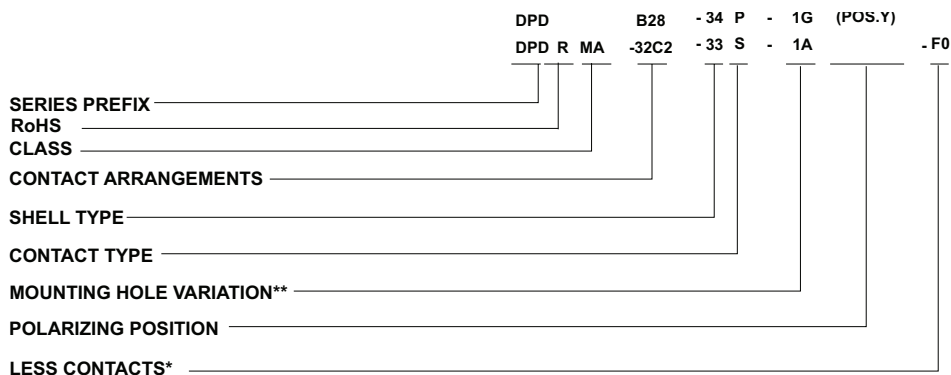 DPD B28 - 34 P - 1G (POS.Y)
DPD R MA -32C2 - 33 S - 1A - F0
SERIES PREFIX
RoHS
CLASS
CONTACT ARRANGEMENTS
SHELL TYPE
CONTACT TYPE
MOUNTING HOLE VARIATION**
POLARIZING POSITION
LESS CONTACTS*